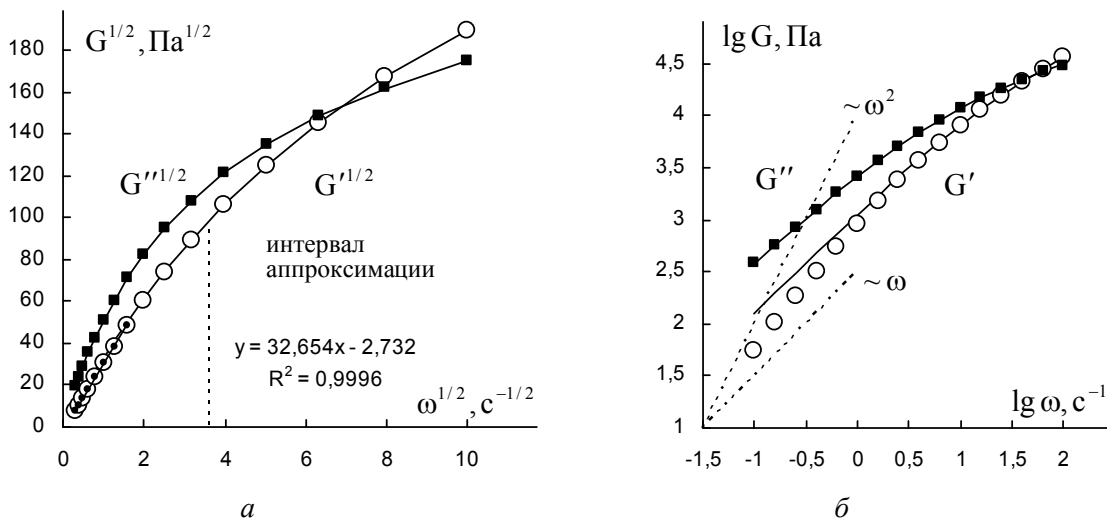 G^1/2, Па^1/2
180
160
140
120
100
80
60
40
20
0
G′′^1/2
G′^1/2
интервал
аппроксимации
y = 32,654x - 2,732
R^2 = 0,9996
ω^1/2, с^−1/2
0
2
4
6
8
10
а
lg G, Па
4,5
4
3,5
3
2,5
2
1,5
1
~ω^2
G′′
G′
~ω
lg ω, с^−1
-1,5
-1
-0,5
0
0,5
1
1,5
2
б